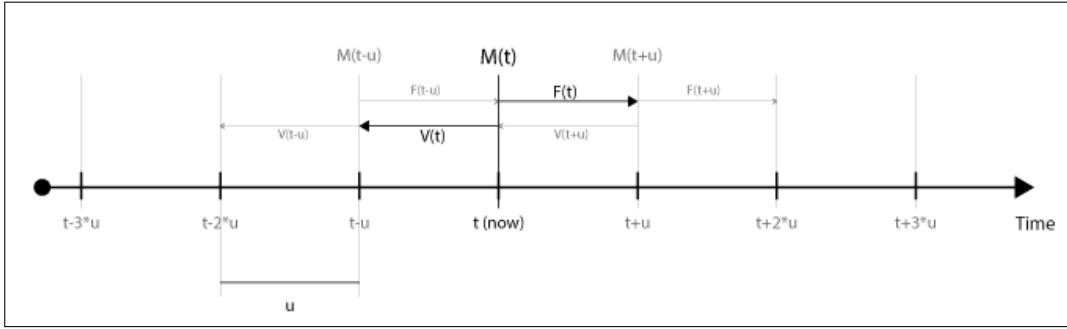 M(t-u) M(t) M(t+u)
F(t-u) F(t) F(t+u)
V(t-u) V(t) V(t+u)
t-3*u t-2*u t-u t (now) t+u t+2*u t+3*u Time
u